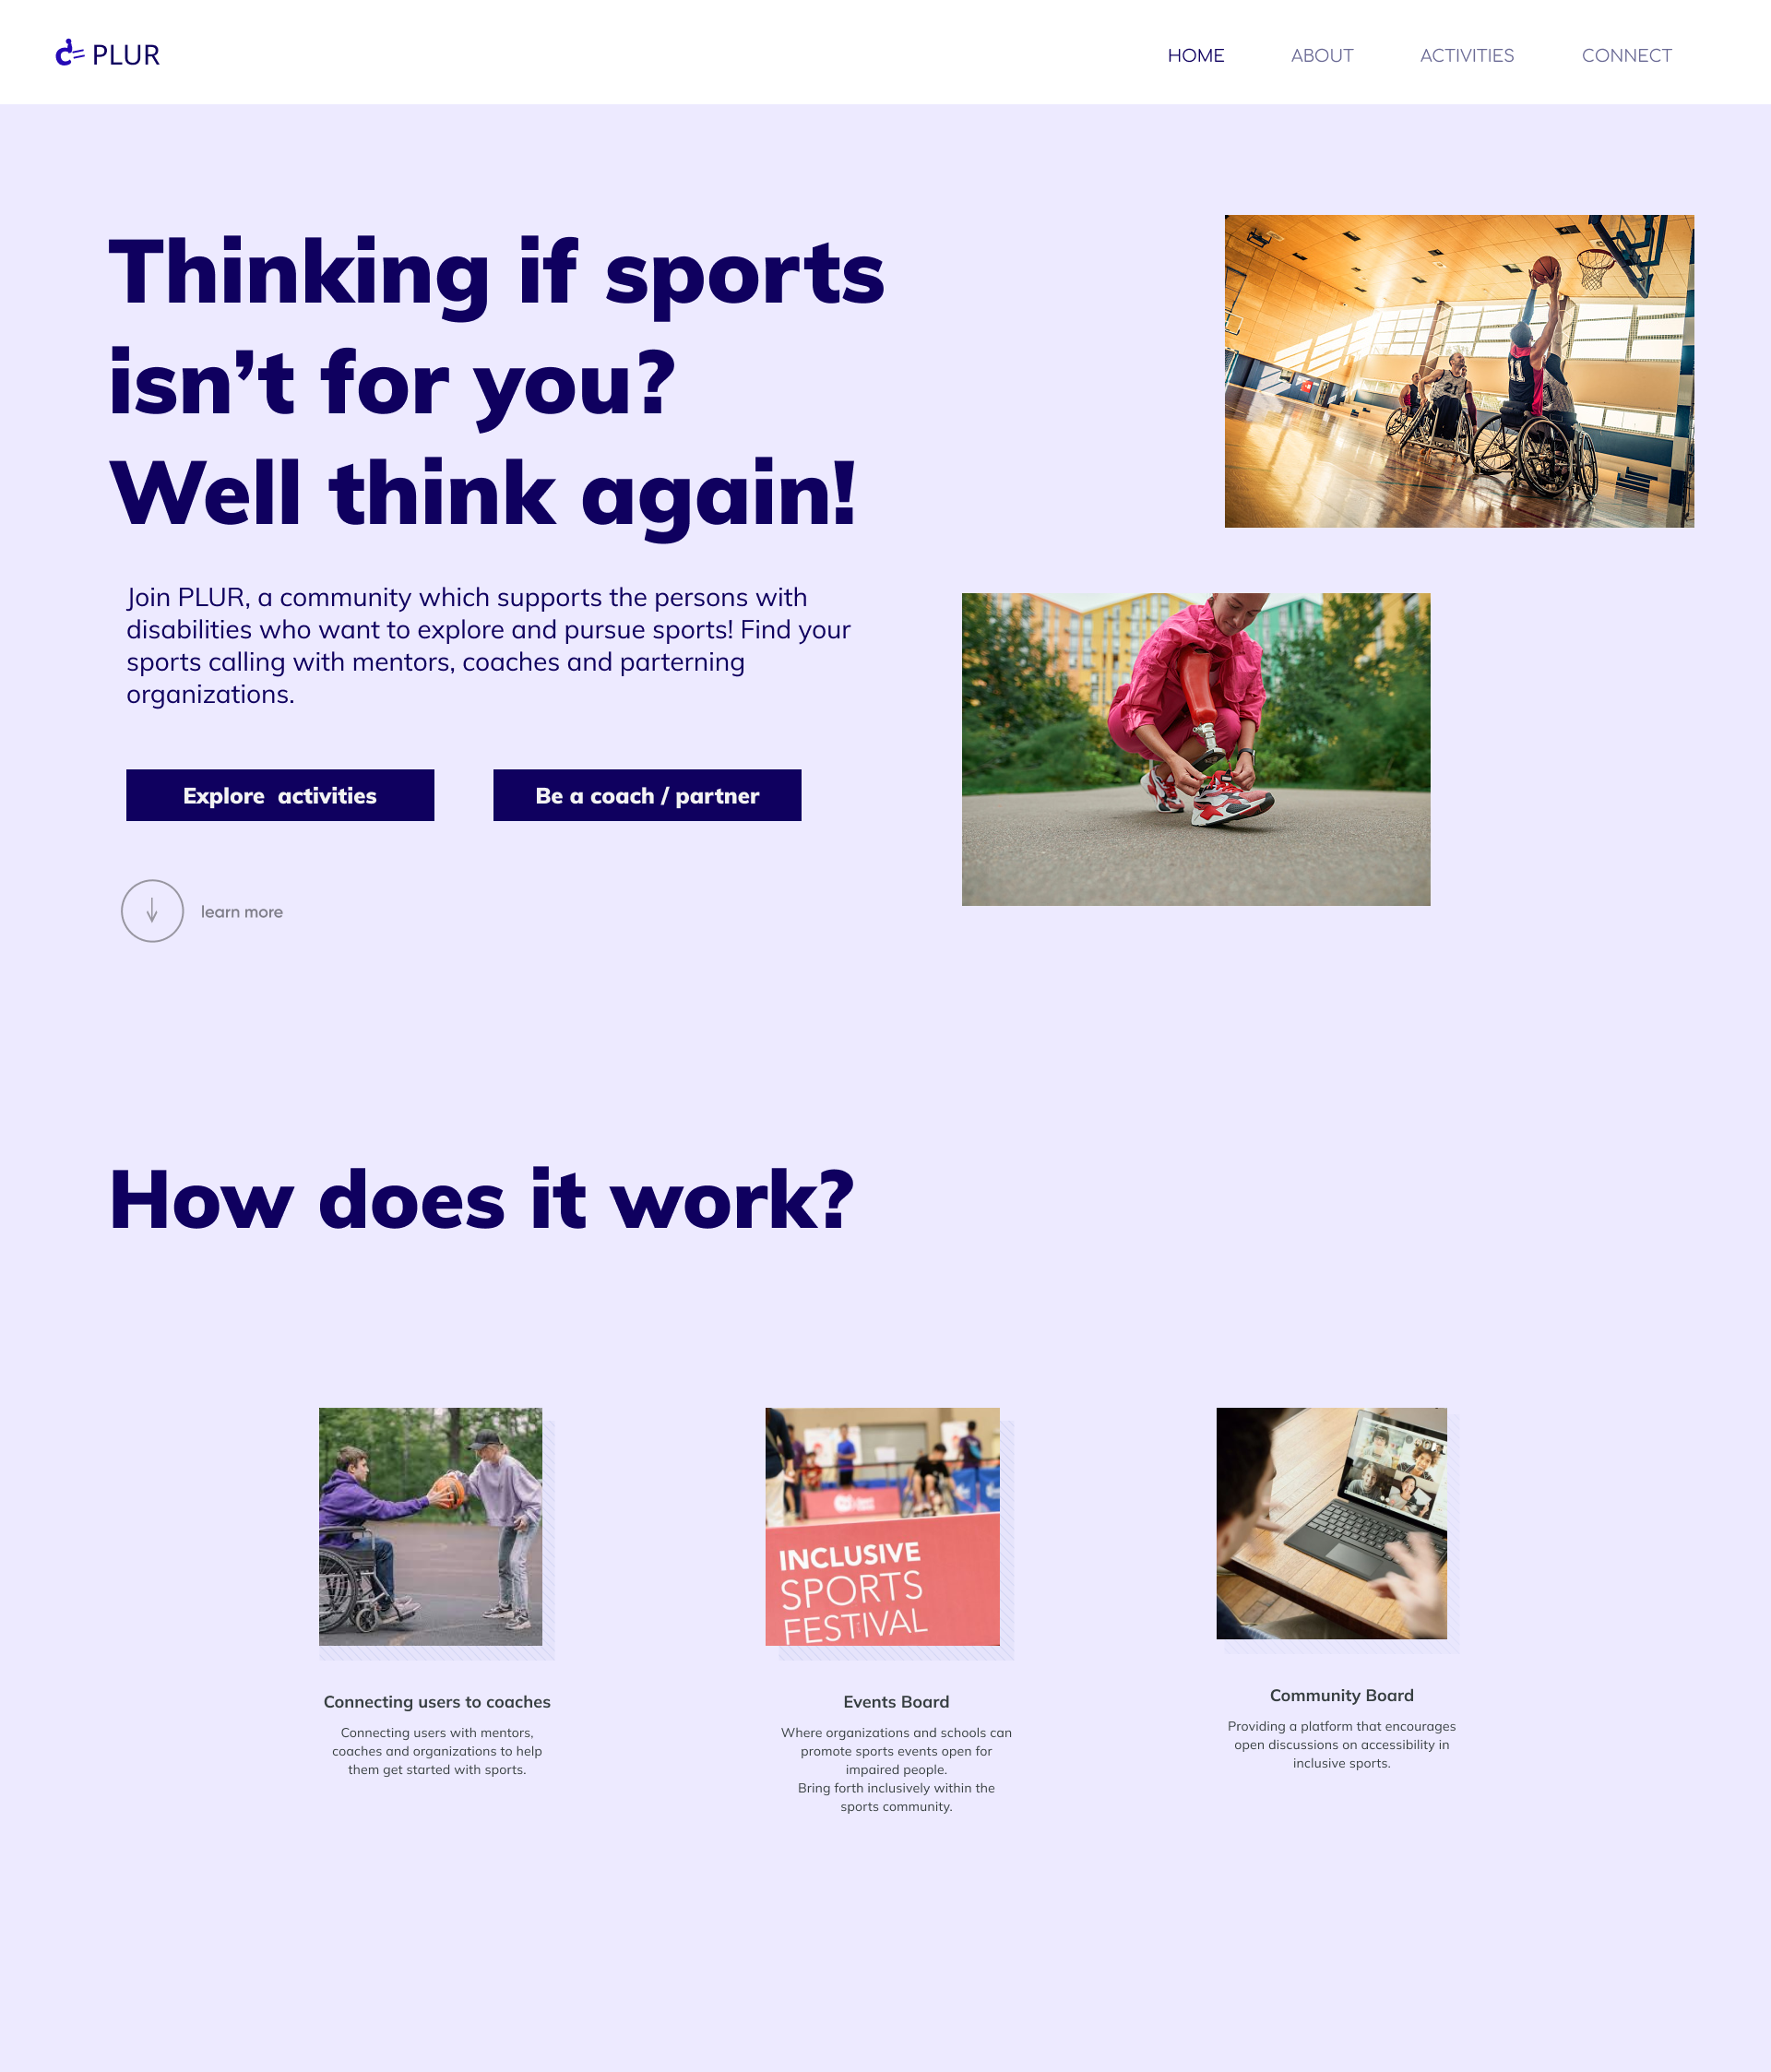 PLUR
HOME
ABOUT
ACTIVITIES
CONNECT
Thinking if sports
isn’t for you?
Well think again!
11
21
Join PLUR, a community which supports the persons with
disabilities who want to explore and pursue sports! Find your
sports calling with mentors, coaches and parterning
organizations.
Explore  activities
Be a coach / partner
learn more
How does it work?
INCLUSIVE
SPORTS
FESTIVAL
Connecting users to coaches
Connecting users with mentors,
coaches and organizations to help
them get started with sports.
Events Board
Where organizations and schools can
promote sports events open for
impaired people.
Bring forth inclusively within the
sports community.
Community Board
Providing a platform that encourages
open discussions on accessibility in
inclusive sports.